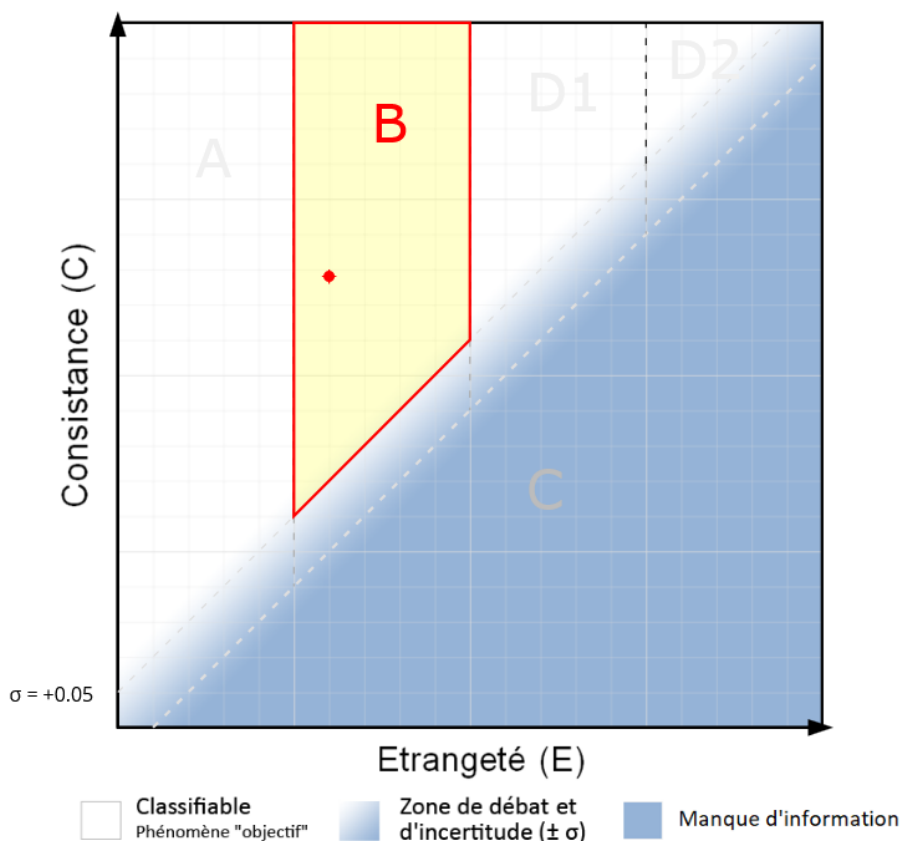 D2
D1
B
A
Consistance (C)
C
σ = +0.05
Etrangeté (E)
Classifiable
Phénomène "objectif"
Zone de débat et
d'incertitude (± σ)
Manque d'information